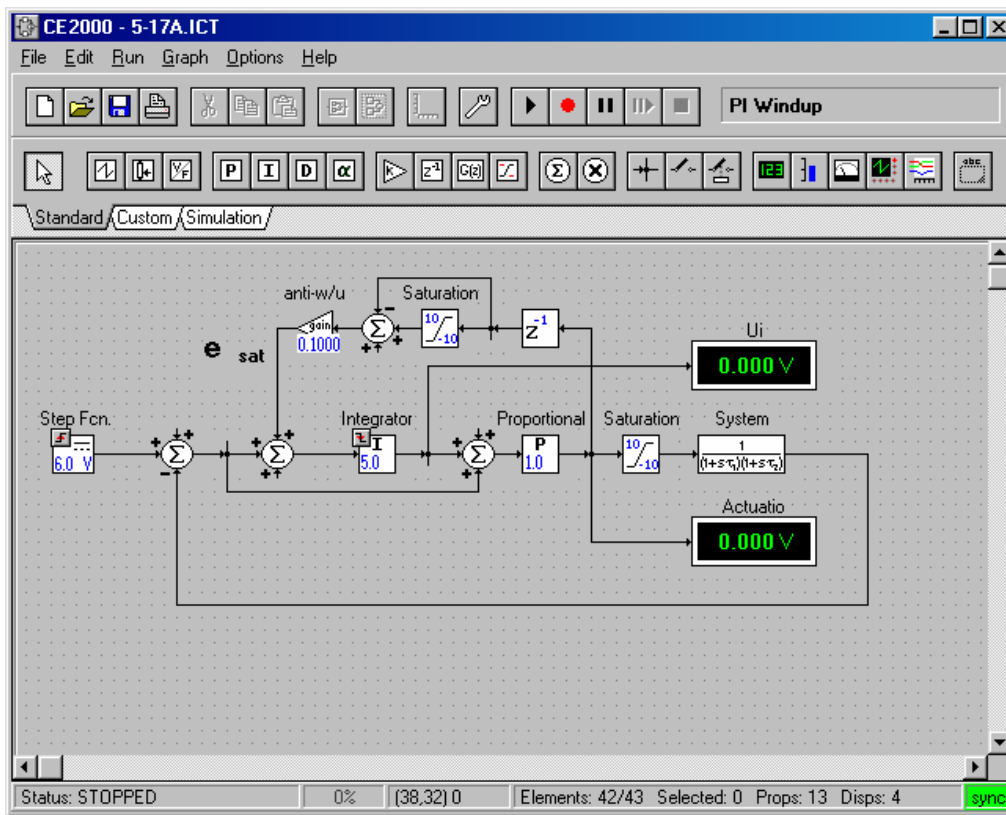 CE2000 - 5-17A.ICT
File Edit Run Graph Options Help
PI Windup
Y/F P I D α k z⁻¹ G(z) Σ 123 abc
Standard Custom Simulation
anti-w/u Saturation
gain
0.1000
Σ
10
-10
z⁻¹
Ui
0.000 V
e sat
Step Fcn. Integrator Proportional Saturation System
6.0 V
Σ
Σ
I
5.0
Σ
P
1.0
10
-10
1
(1+sτ₁)(1+sτ₂)
Actuatio
0.000 V
Status: STOPPED 0% (38,32) 0 Elements: 42/43 Selected: 0 Props: 13 Disps: 4 sync